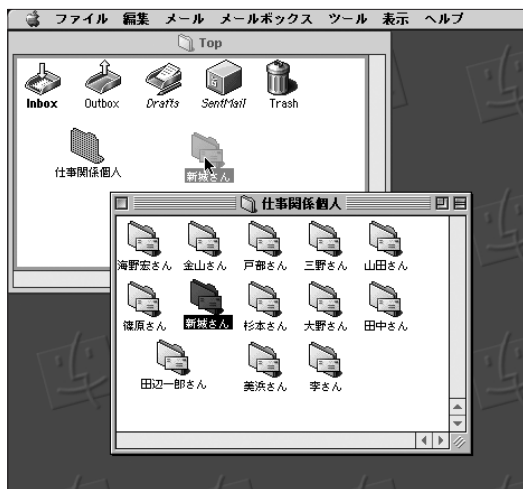 ファイル 編集 メール メールボックス ツール 表示 ヘルプ
Top
Inbox Outbox Drafts SentMail Trash
仕事関係個人 新城さん
仕事関係個人
海野宏さん 金山さん 戸部さん 三野さん 山田さん
篠原さん 新城さん 杉本さん 大野さん 田中さん
田辺一郎さん 美浜さん 李さん